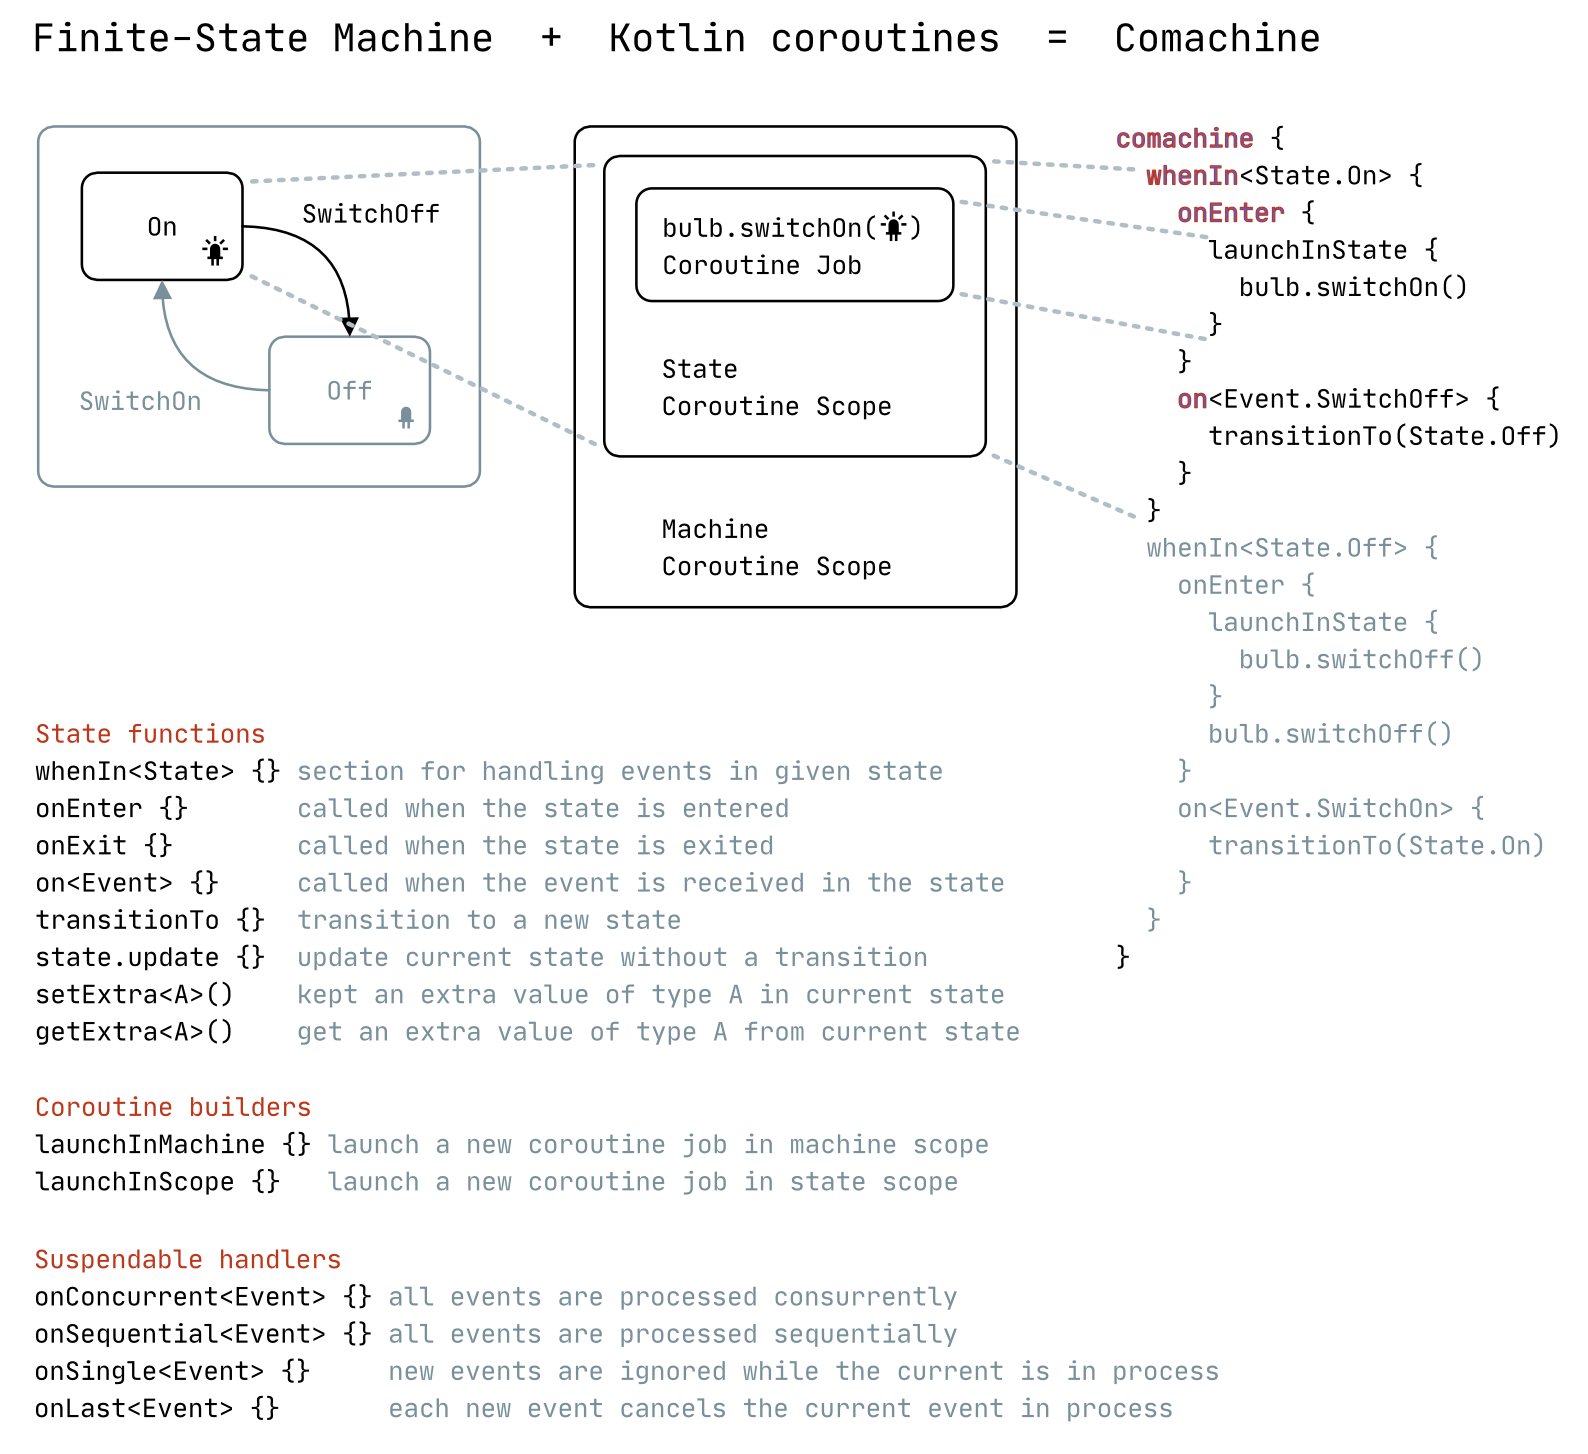 Finite-State Machine + Kotlin coroutines = Comachine
On
SwitchOff
SwitchOn
Off
bulb.switchOn( )
Coroutine Job
State
Coroutine Scope
Machine
Coroutine Scope
comachine {
whenIn<State.On> {
onEnter {
launchInState {
bulb.switchOn()
}
}
on<Event.SwitchOff> {
transitionTo(State.Off)
}
}
whenIn<State.Off> {
onEnter {
launchInState {
bulb.switchOff()
}
bulb.switchOff()
}
on<Event.SwitchOn> {
transitionTo(State.On)
}
}
}
State functions
whenIn<State> {} section for handling events in given state
onEnter {} called when the state is entered
onExit {} called when the state is exited
on<Event> {} called when the event is received in the state
transitionTo {} transition to a new state
state.update {} update current state without a transition
setExtra<A>() kept an extra value of type A in current state
getExtra<A>() get an extra value of type A from current state
Coroutine builders
launchInMachine {} launch a new coroutine job in machine scope
launchInScope {} launch a new coroutine job in state scope
Suspendable handlers
onConcurrent<Event> {} all events are processed consurrently
onSequential<Event> {} all events are processed sequentially
onSingle<Event> {} new events are ignored while the current is in process
onLast<Event> {} each new event cancels the current event in process